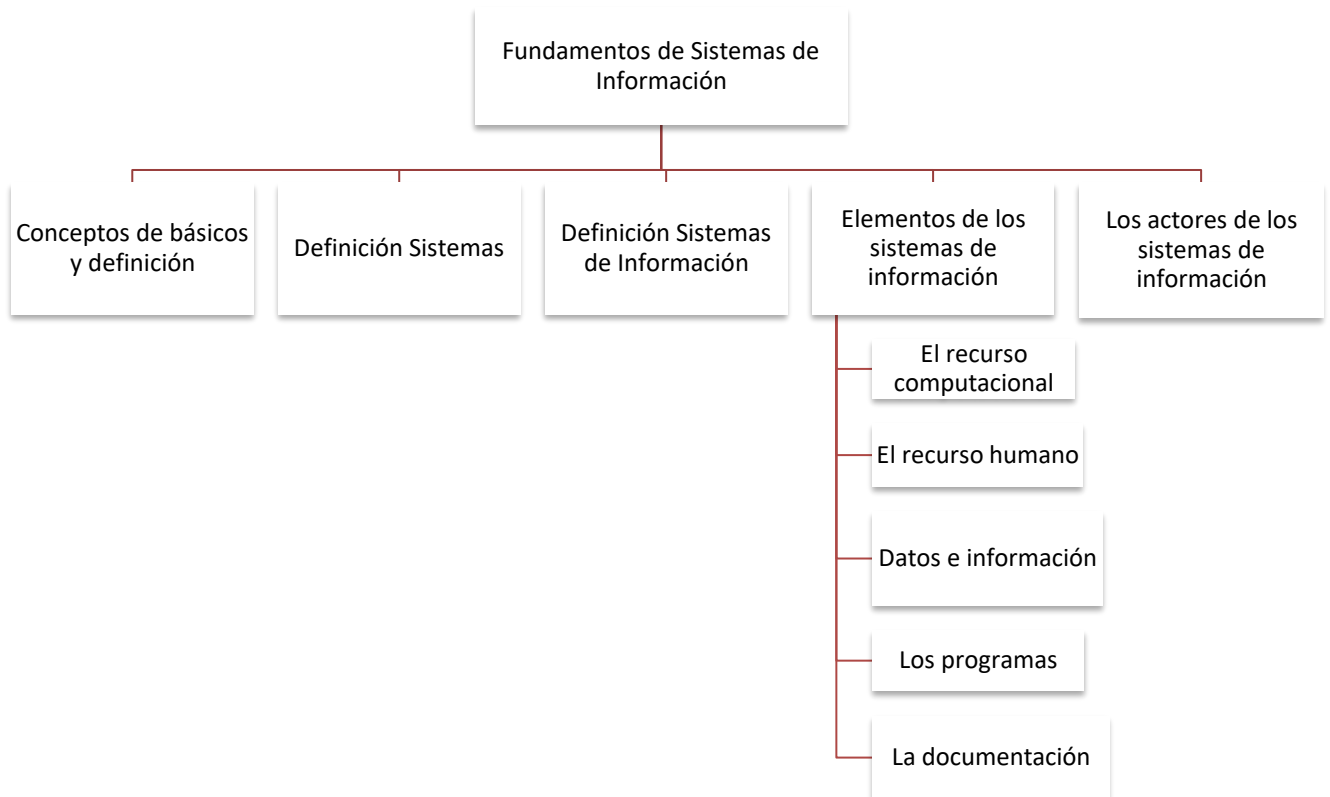 Fundamentos de Sistemas de
Información
Conceptos de básicos
y definición
Definición Sistemas
Definición Sistemas
de Información
Elementos de los
sistemas de
información
Los actores de los
sistemas de
información
El recurso
computacional
El recurso humano
Datos e información
Los programas
La documentación